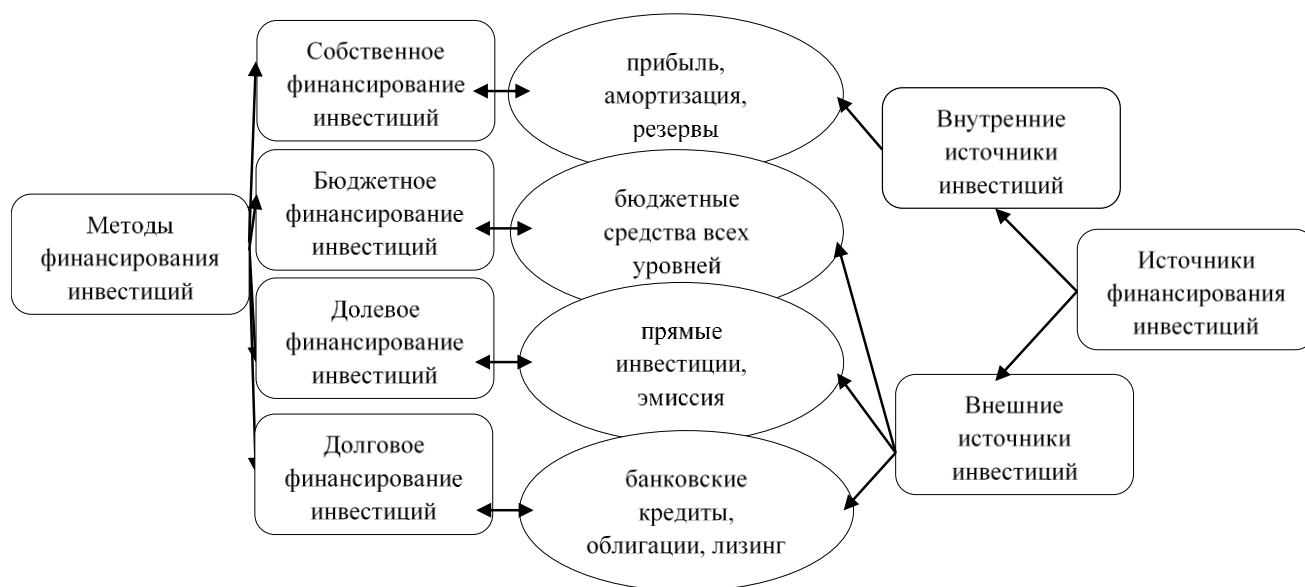 Методы
финансирования
инвестиций
Собственное
финансирование
инвестиций
Бюджетное
финансирование
инвестиций
Долевое
финансирование
инвестиций
Долговое
финансирование
инвестиций
прибыль,
амортизация,
резервы
бюджетные
средства всех
уровней
прямые
инвестиции,
эмиссия
банковские
кредиты,
облигации, лизинг
Внутренние
источники
инвестиций
Внешние
источники
инвестиций
Источники
финансирования
инвестиций